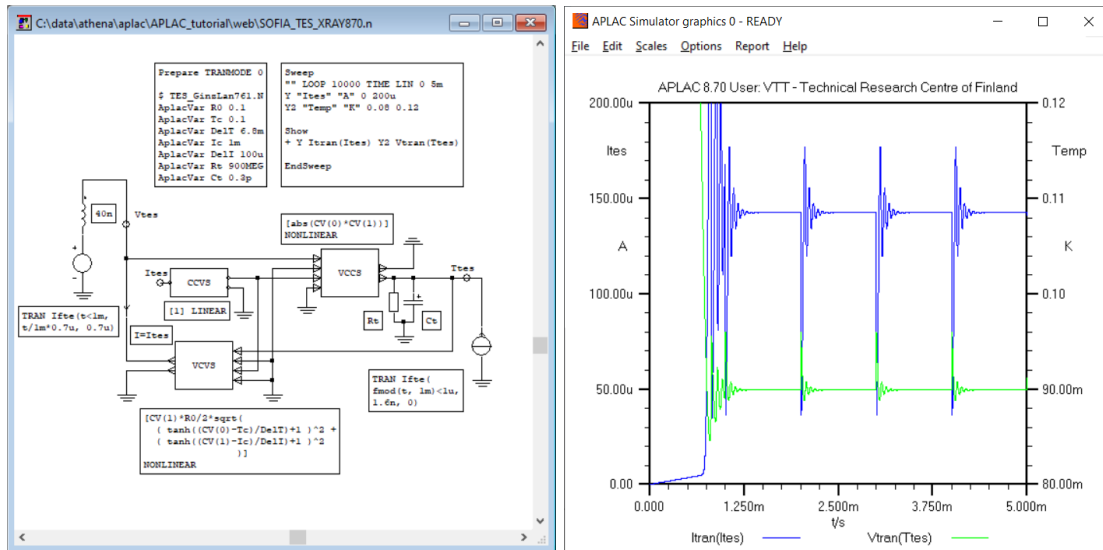 C:\data\athena\aplac\APLAC_tutorial\web\SOFIA_TES_XRAY870.n
Prepare TRANMODE 0
$ TES_GinzLan761.N
AplacVar R0 0.1
AplacVar Tc 0.1
AplacVar DelT 6.8m
AplacVar Ic 1m
AplacVar DelI 100u
AplacVar Rt 900MEG
AplacVar Ct 0.3p
Sweep
"" LOOP 10000 TIME LIN 0 5m
Y "Ites" "A" 0 200u
Y2 "Temp" "K" 0.08 0.12
Show
+ Y Itran(Ites) Y2 Vtran(Ttes)
EndSweep
40n
Vtes
[abs(CV(0)*CV(1))]
NONLINEAR
VCCS
Ites
CCVS
[1] LINEAR
Ttes
Rt
Ct
TRAN Ifte(t<1m,
t/1m*0.7u, 0.7u)
I=Ites
VCVS
TRAN Ifte(
fmod(t, 1m)<1u,
1.6n, 0)
[CV(1)*R0/2*sqrt(
( tanh((CV(0)-Tc)/DelT)+1 )^2 +
( tanh((CV(1)-Ic)/DelI)+1 )^2
)]
NONLINEAR
APLAC Simulator graphics 0 - READY
File Edit Scales Options Report Help
APLAC 8.70 User: VTT - Technical Research Centre of Finland
200.00u
Ites
150.00u
A
100.00u
50.00u
0.00
0.12
Temp
0.11
K
0.10
90.00m
80.00m
0.000 1.250m 2.500m 3.750m 5.000m
t/s
Itran(Ites) Vtran(Ttes)